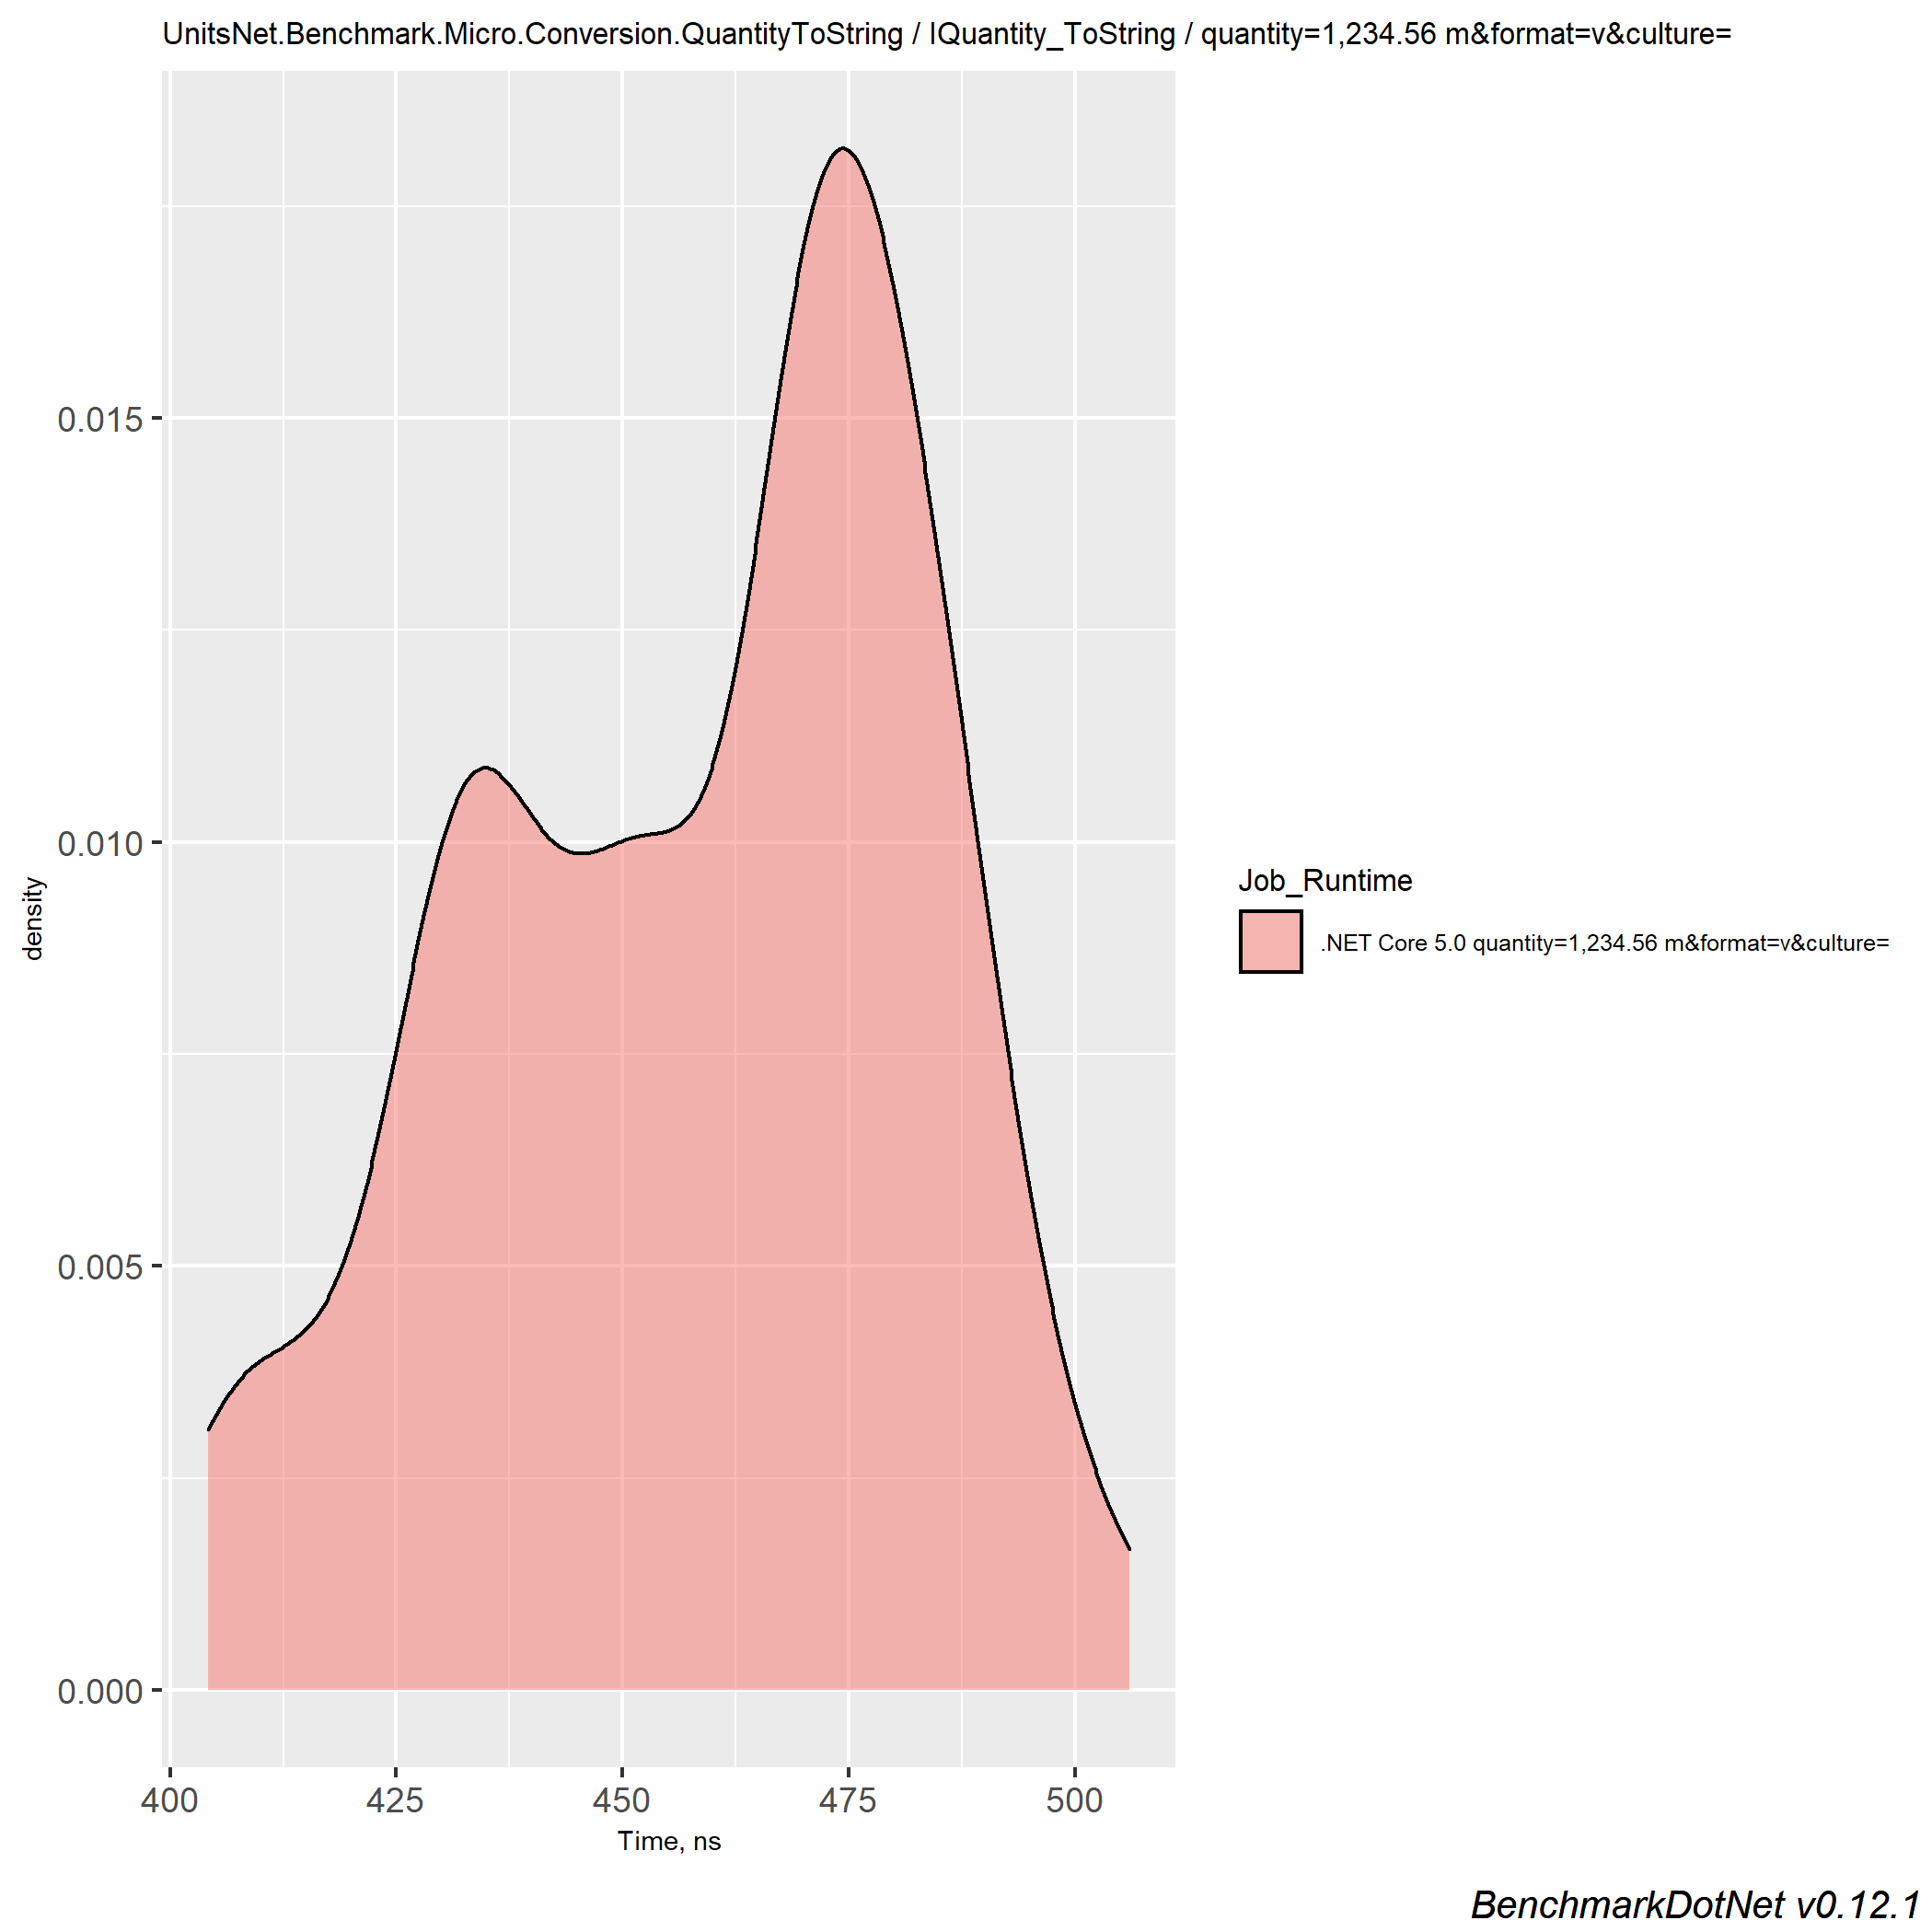 UnitsNet.Benchmark.Micro.Conversion.QuantityToString / IQuantity_ToString / quantity=1,234.56 m&format=v&culture=
0.015
0.010
0.005
0.000
density
400 425 450 475 500
Time, ns
Job_Runtime
.NET Core 5.0 quantity=1,234.56 m&format=v&culture=
BenchmarkDotNet v0.12.1